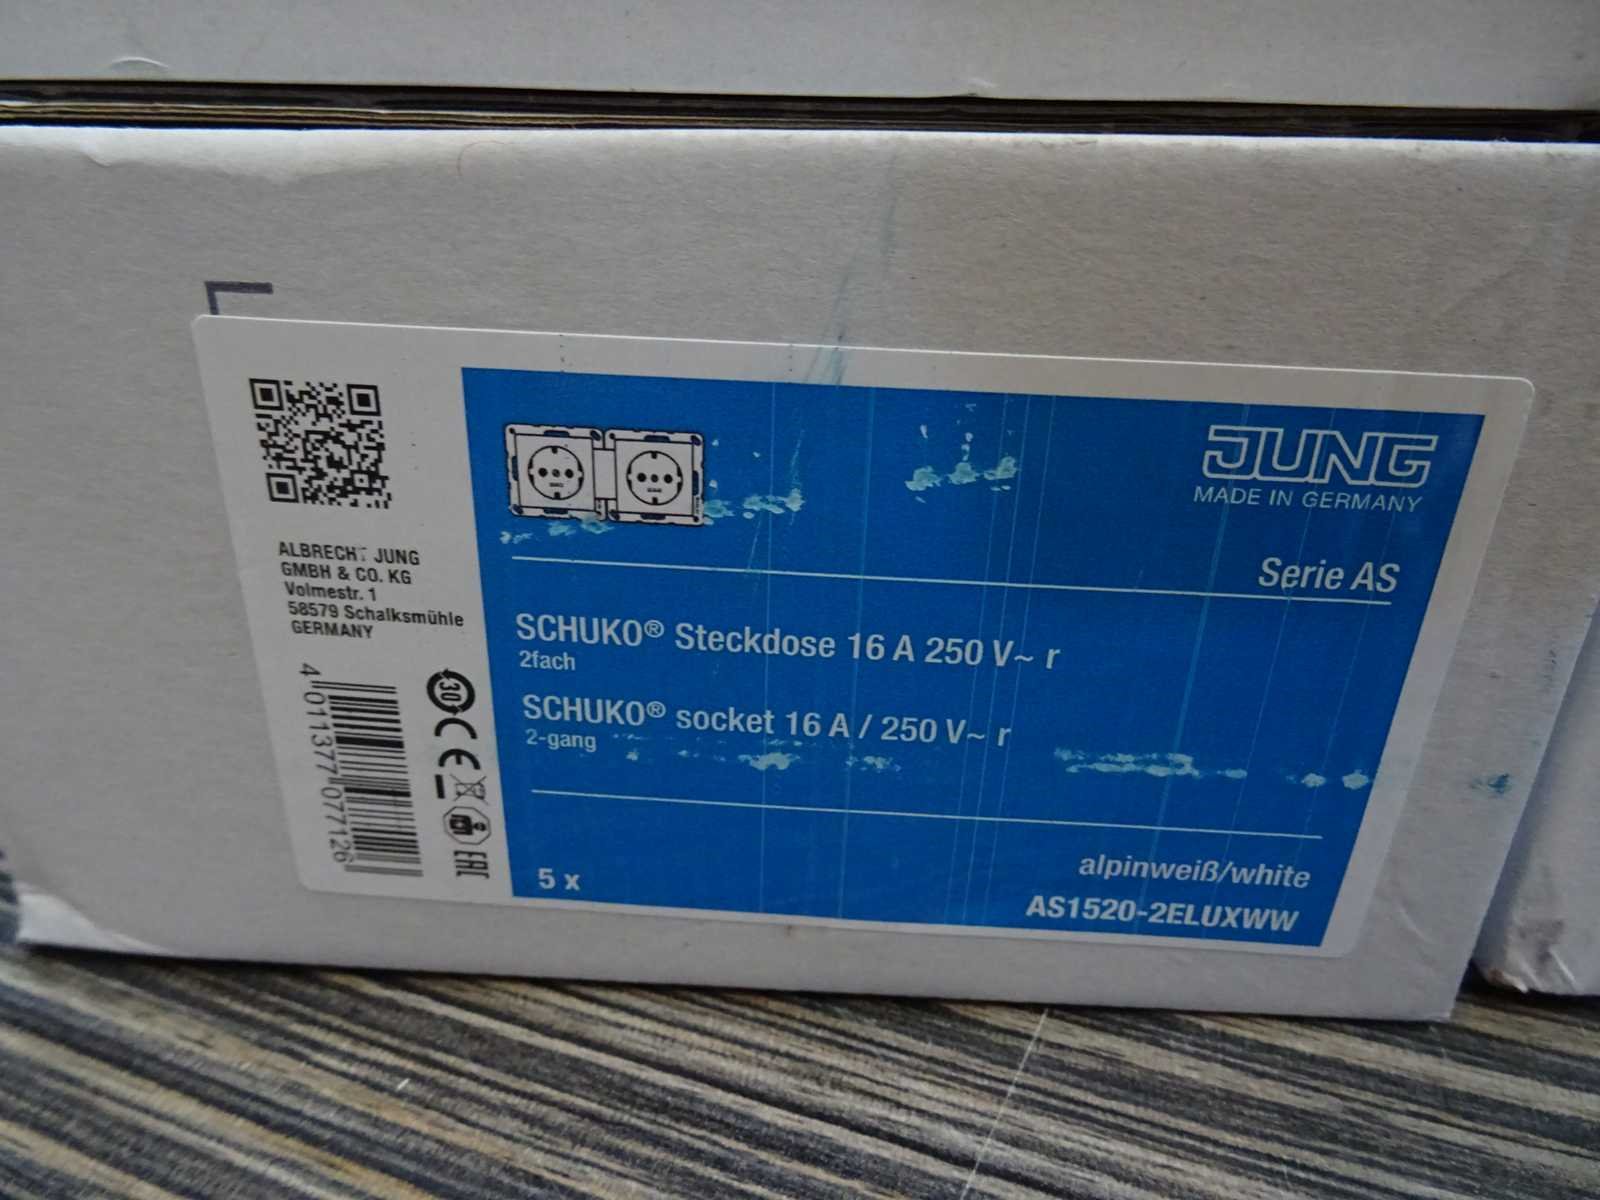 JUNG
MADE IN GERMANY
Serie AS
ALBRECHT JUNG
GMBH & CO. KG
Volmestr. 1
58579 Schalksmühle
GERMANY
SCHUKO® Steckdose 16 A 250 V~ r
2fach
SCHUKO® socket 16 A / 250 V~ r
2-gang
4 011377 077126
30
CE
EAC
5 x
alpinweiß/white
AS1520-2ELUXWW